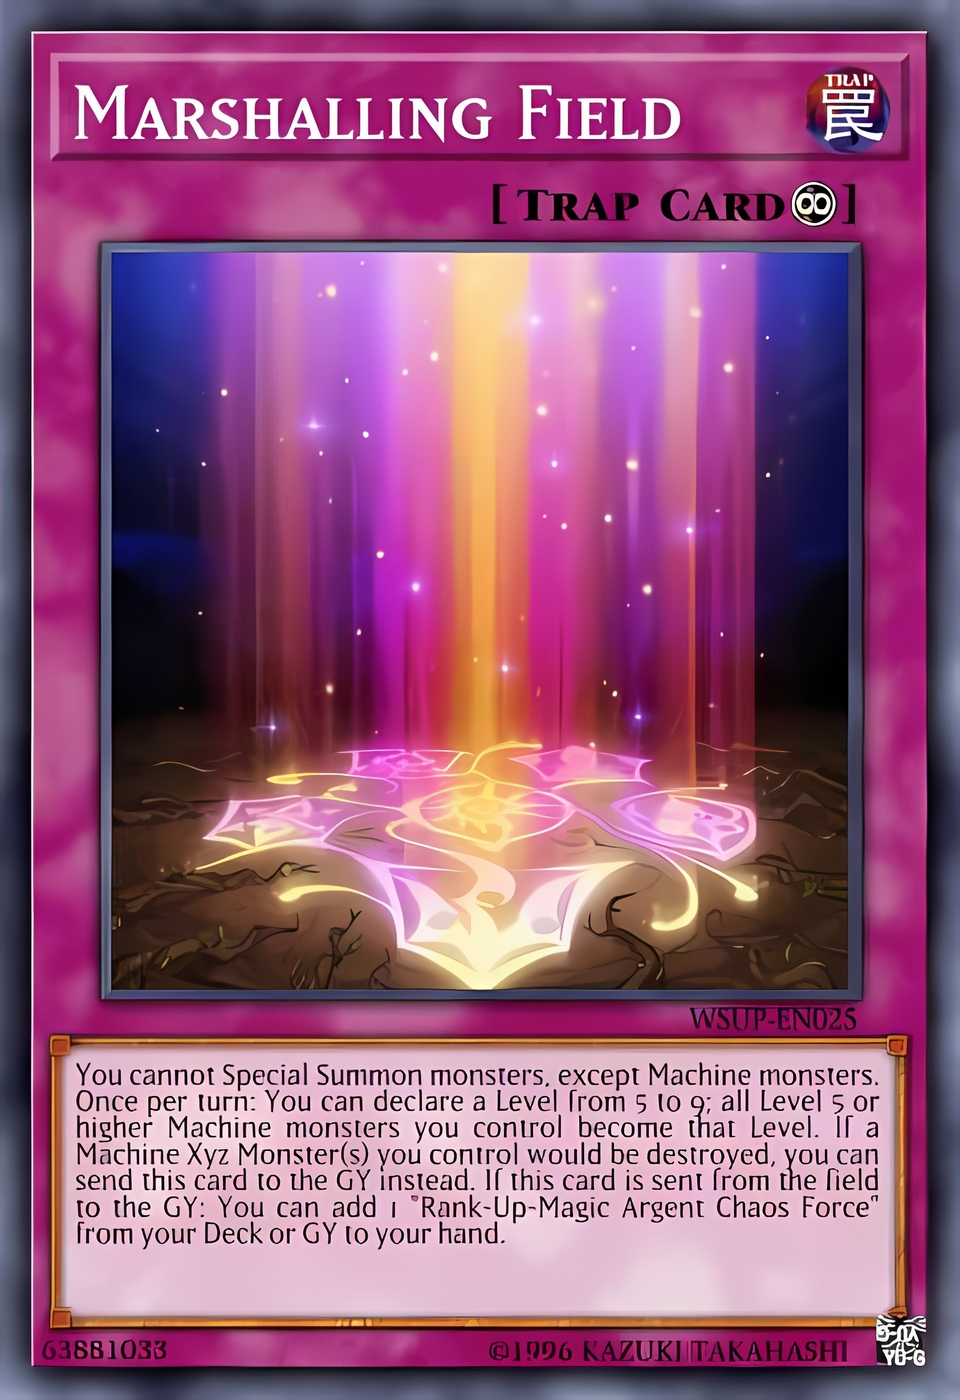 MARSHALLING FIELD
TRAP
罠
[TRAP CARD]
WSUP-EN025
You cannot Special Summon monsters, except Machine monsters.
Once per turn: You can declare a Level from 5 to 9; all Level 5 or
higher Machine monsters you control become that Level. If a
Machine Xyz Monster(s) you control would be destroyed, you can
send this card to the GY instead. If this card is sent from the field
to the GY: You can add 1 "Rank-Up-Magic Argent Chaos Force"
from your Deck or GY to your hand.
63881033
©1996 KAZUKI TAKAHASHI